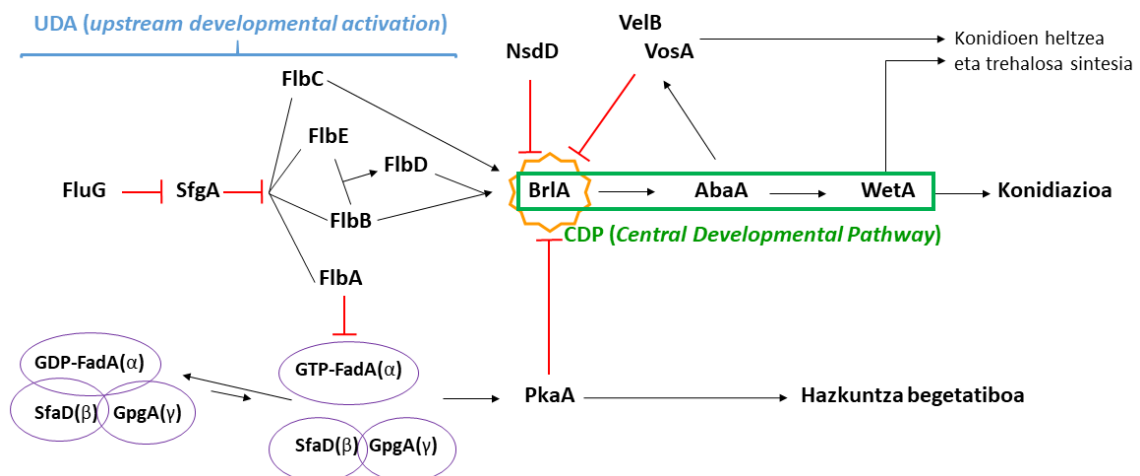 UDA (upstream developmental activation)
VelB
NsdD
VosA
Konidioen heltzea
eta trehalosa sintesia
FlbC
FlbE
FlbD
FluG
SfgA
BrlA
AbaA
WetA
Konidiazioa
FlbB
CDP (Central Developmental Pathway)
FlbA
GDP-FadA(α)
GTP-FadA(α)
PkaA
Hazkuntza begetatiboa
SfaD(β)
GpgA(γ)
SfaD(β)
GpgA(γ)